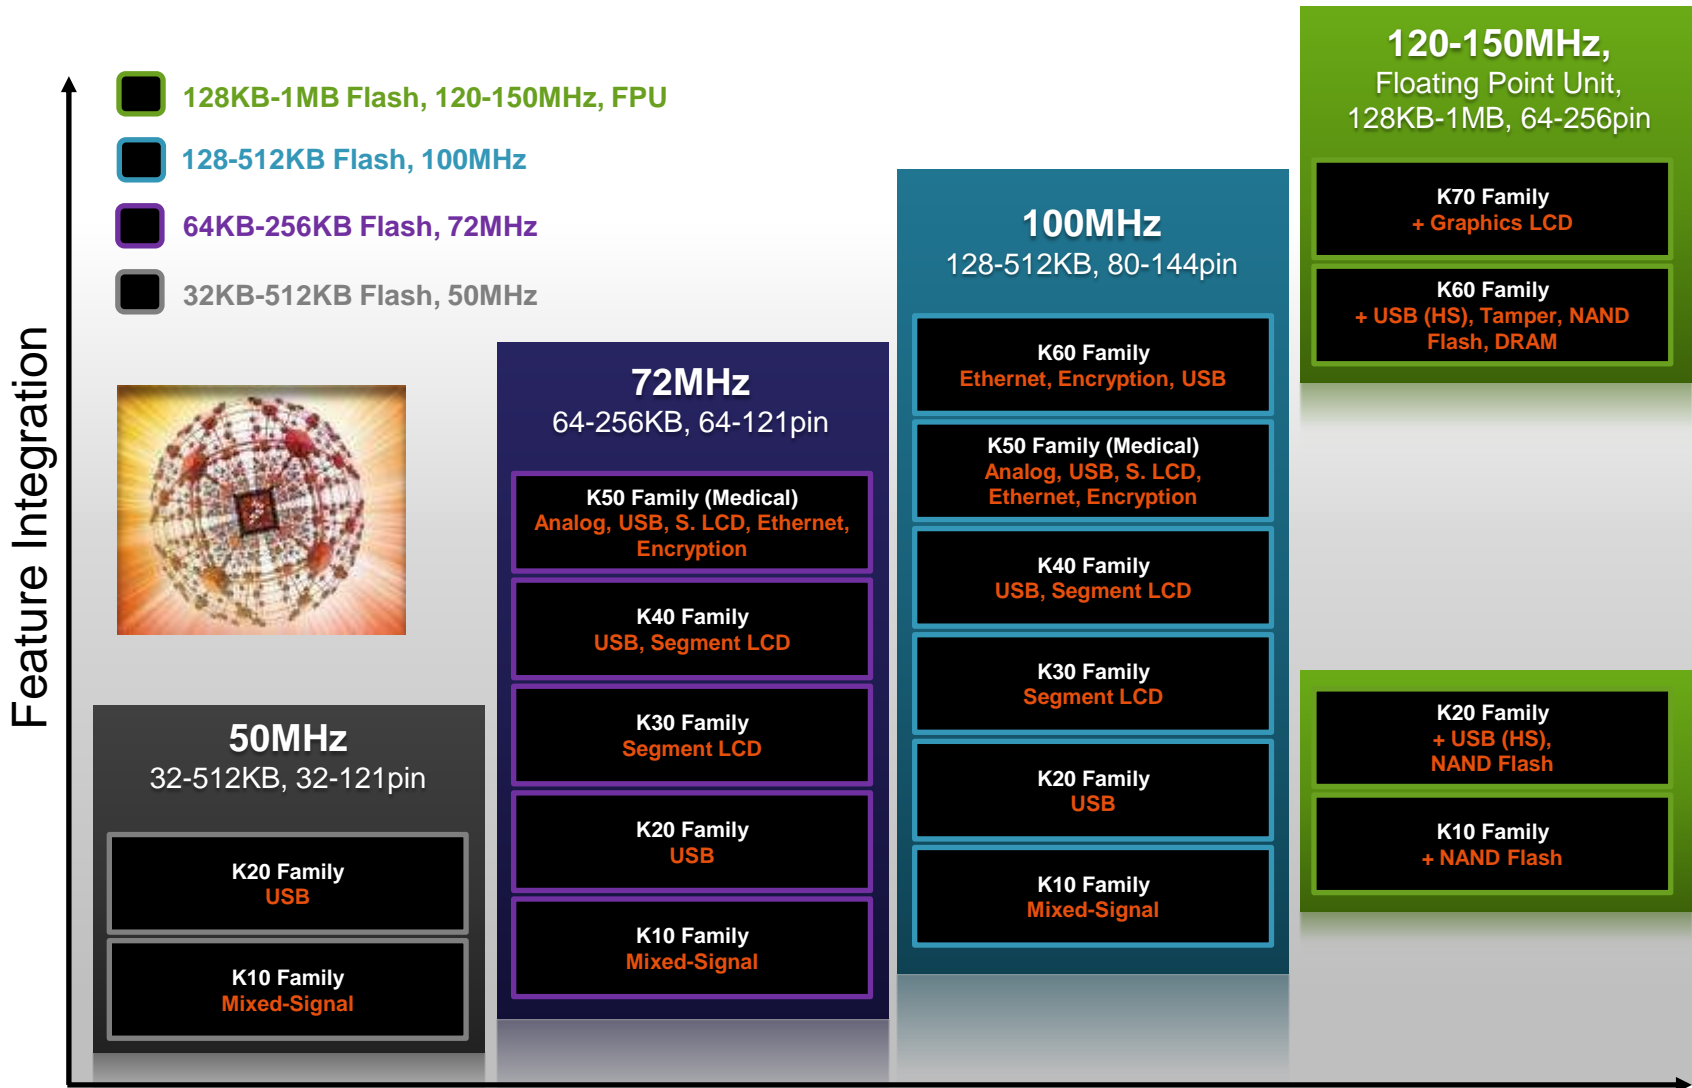 Feature Integration
128KB-1MB Flash, 120-150MHz, FPU
128-512KB Flash, 100MHz
64KB-256KB Flash, 72MHz
32KB-512KB Flash, 50MHz
50MHz
32-512KB, 32-121pin
K20 Family
USB
K10 Family
Mixed-Signal
72MHz
64-256KB, 64-121pin
K50 Family (Medical)
Analog, USB, S. LCD, Ethernet,
Encryption
K40 Family
USB, Segment LCD
K30 Family
Segment LCD
K20 Family
USB
K10 Family
Mixed-Signal
100MHz
128-512KB, 80-144pin
K60 Family
Ethernet, Encryption, USB
K50 Family (Medical)
Analog, USB, S. LCD,
Ethernet, Encryption
K40 Family
USB, Segment LCD
K30 Family
Segment LCD
K20 Family
USB
K10 Family
Mixed-Signal
120-150MHz,
Floating Point Unit,
128KB-1MB, 64-256pin
K70 Family
+ Graphics LCD
K60 Family
+ USB (HS), Tamper, NAND
Flash, DRAM
K20 Family
+ USB (HS),
NAND Flash
K10 Family
+ NAND Flash